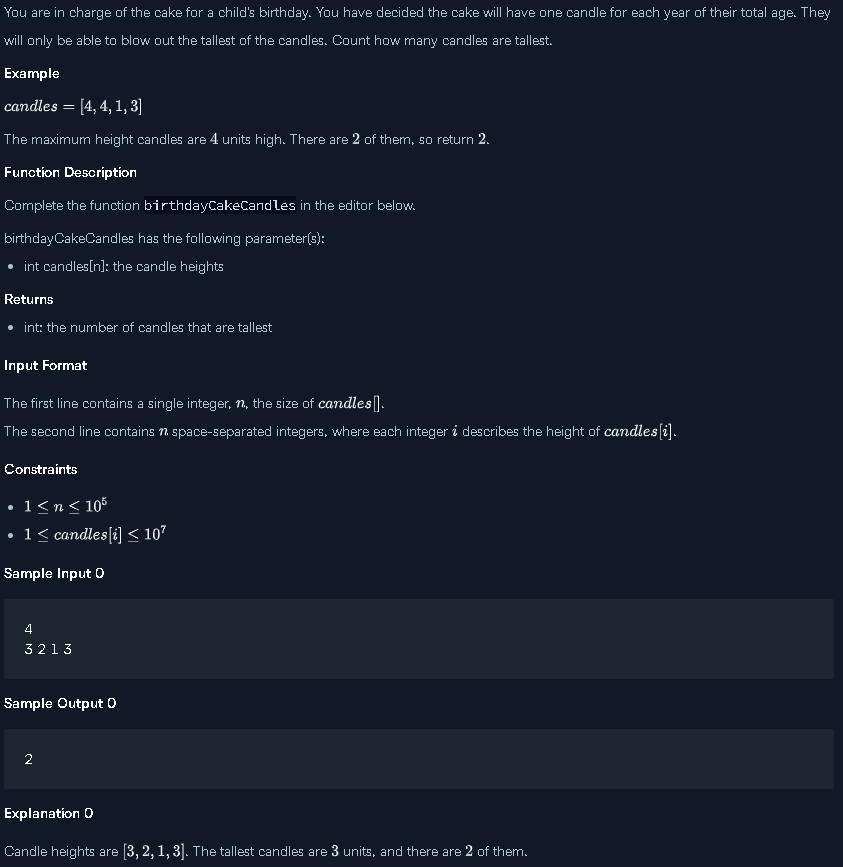 You are in charge of the cake for a child's birthday. You have decided the cake will have one candle for each year of their total age. They
will only be able to blow out the tallest of the candles. Count how many candles are tallest.
Example
candles = [4, 4, 1, 3]
The maximum height candles are 4 units high. There are 2 of them, so return 2.
Function Description
Complete the function birthdayCakeCandles in the editor below.
birthdayCakeCandles has the following parameter(s):
• int candles[n]: the candle heights
Returns
• int: the number of candles that are tallest
Input Format
The first line contains a single integer, n, the size of candles[].
The second line contains n space-separated integers, where each integer i describes the height of candles[i].
Constraints
• 1 ≤ n ≤ 10⁵
• 1 ≤ candles[i] ≤ 10⁷
Sample Input 0
4
3 2 1 3
Sample Output 0
2
Explanation 0
Candle heights are [3, 2, 1, 3]. The tallest candles are 3 units, and there are 2 of them.